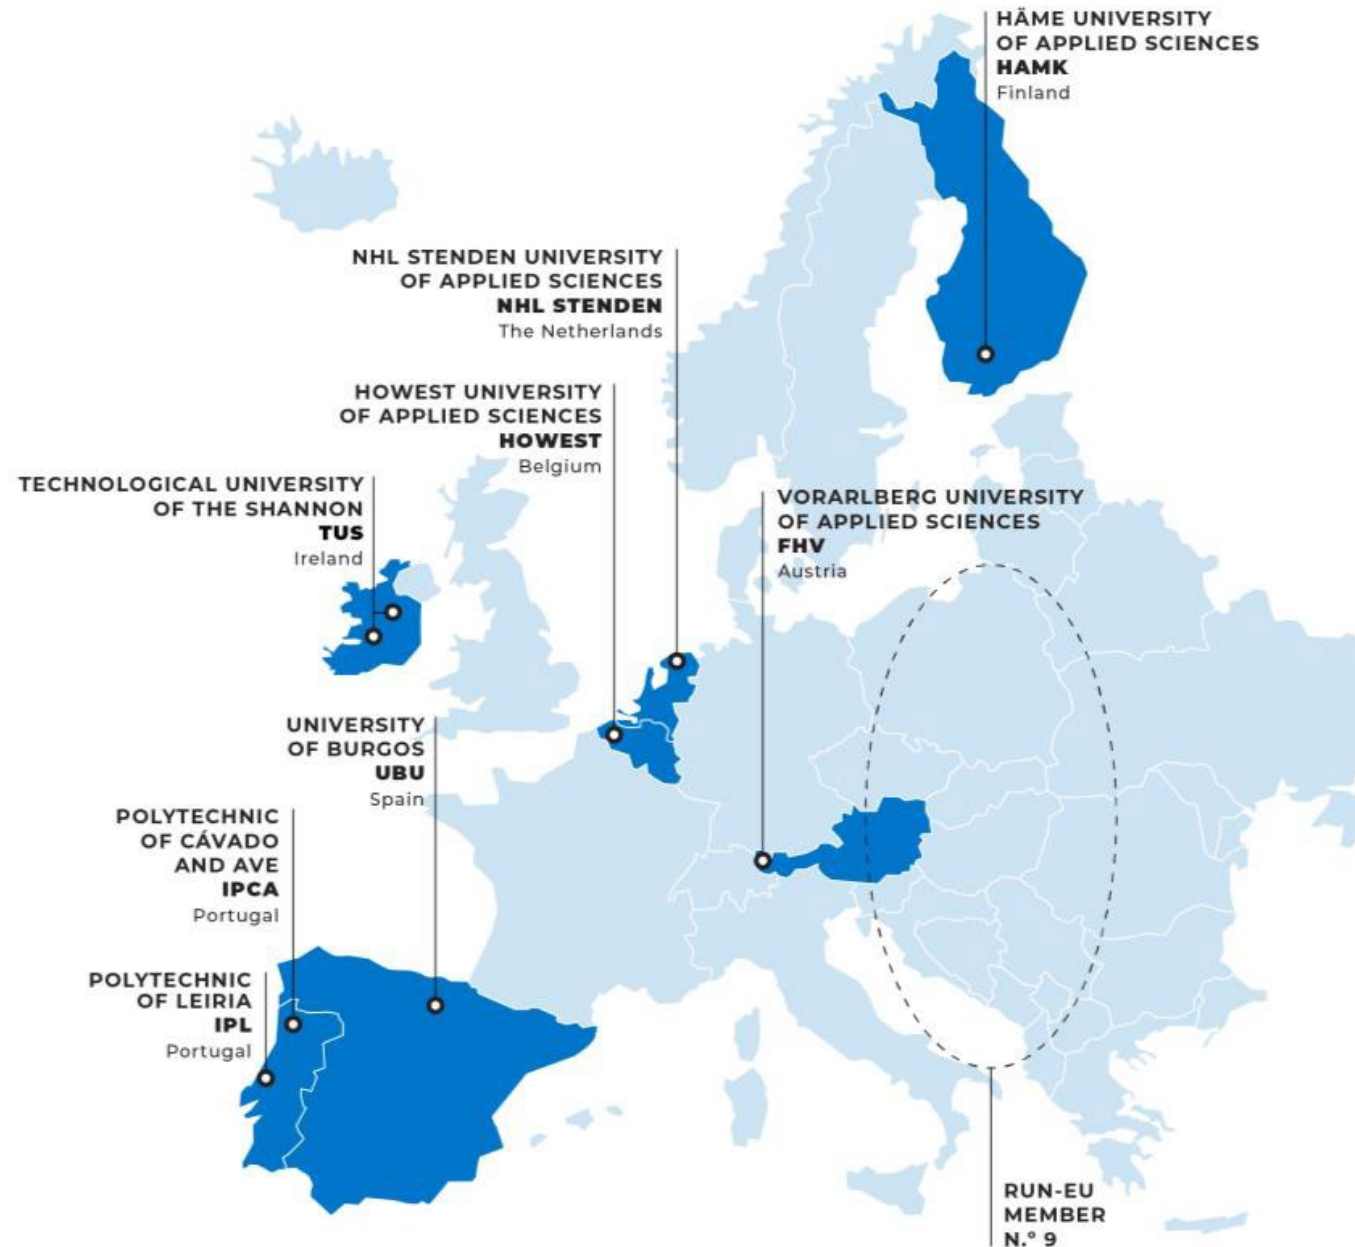 HÄME UNIVERSITY
OF APPLIED SCIENCES
HAMK
Finland
NHL STENDEN UNIVERSITY
OF APPLIED SCIENCES
NHL STENDEN
The Netherlands
HOWEST UNIVERSITY
OF APPLIED SCIENCES
HOWEST
Belgium
TECHNOLOGICAL UNIVERSITY
OF THE SHANNON
TUS
Ireland
VORARLBERG UNIVERSITY
OF APPLIED SCIENCES
FHV
Austria
UNIVERSITY
OF BURGOS
UBU
Spain
POLYTECHNIC
OF CÁVADO
AND AVE
IPCA
Portugal
POLYTECHNIC
OF LEIRIA
IPL
Portugal
RUN-EU
MEMBER
N.º 9